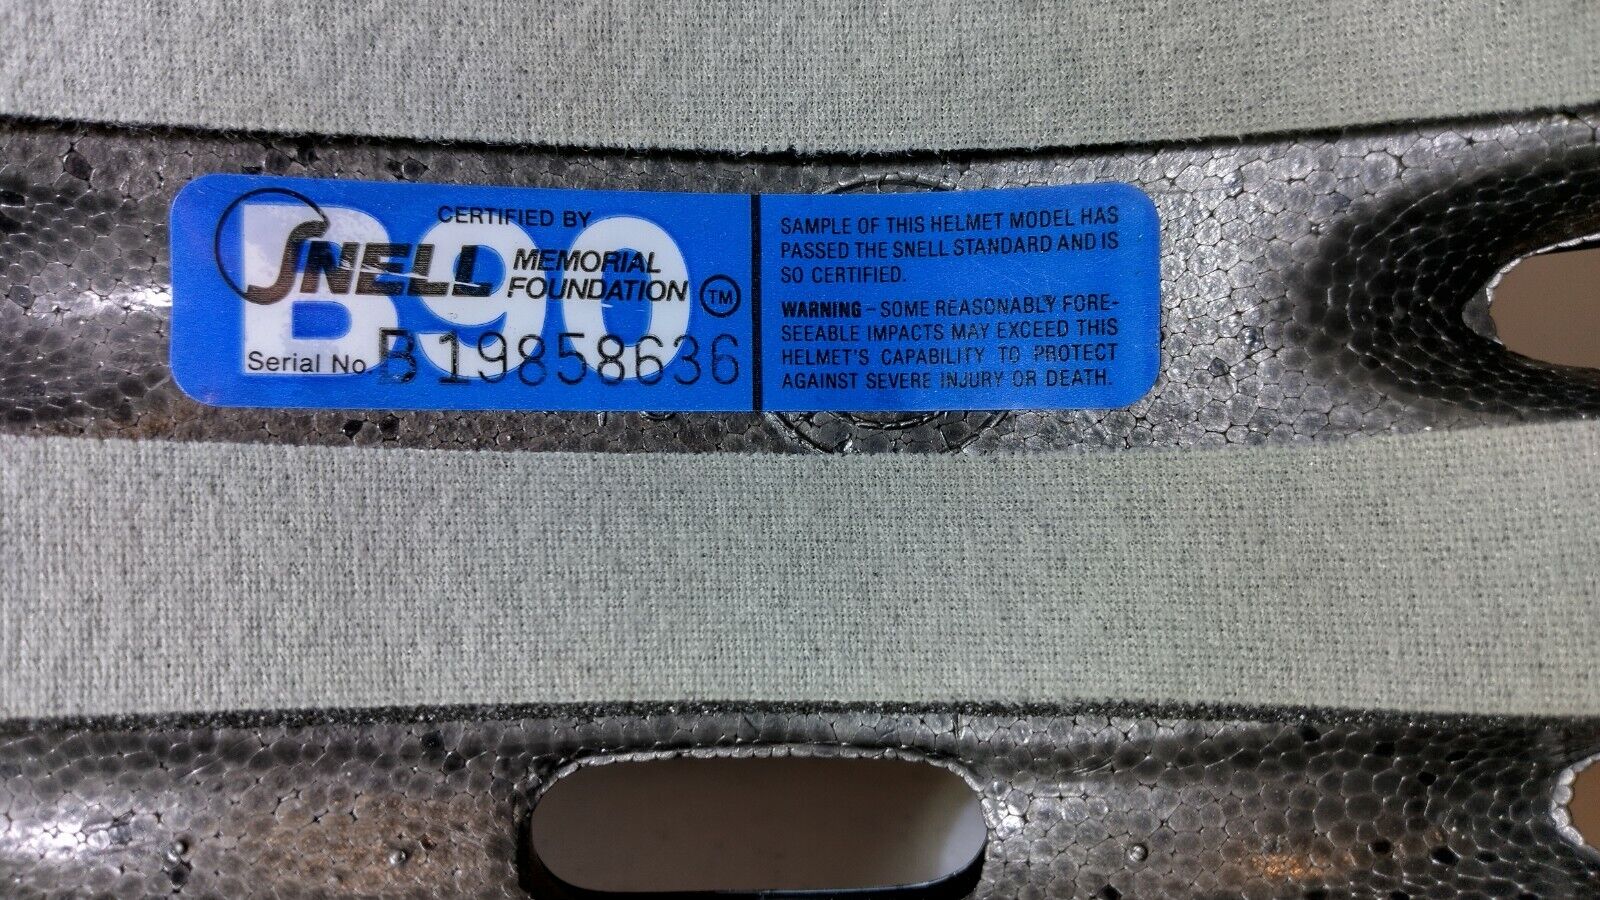 B90
CERTIFIED BY
SNELL MEMORIAL
FOUNDATION TM
Serial No. B19858636
SAMPLE OF THIS HELMET MODEL HAS
PASSED THE SNELL STANDARD AND IS
SO CERTIFIED.
WARNING – SOME REASONABLY FORE-
SEEABLE IMPACTS MAY EXCEED THIS
HELMET'S CAPABILITY TO PROTECT
AGAINST SEVERE INJURY OR DEATH.